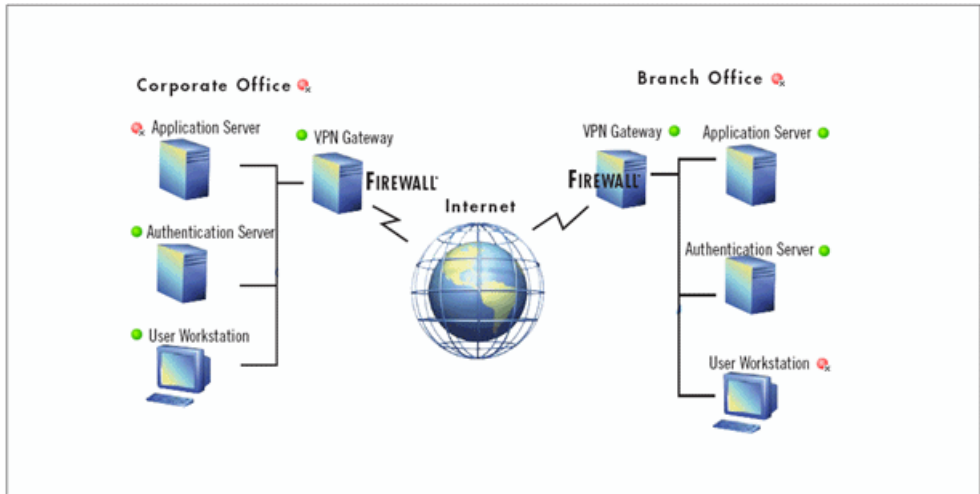 Corporate Office
Application Server
VPN Gateway
FIREWALL
Authentication Server
User Workstation
Internet
Branch Office
VPN Gateway
Application Server
FIREWALL
Authentication Server
User Workstation